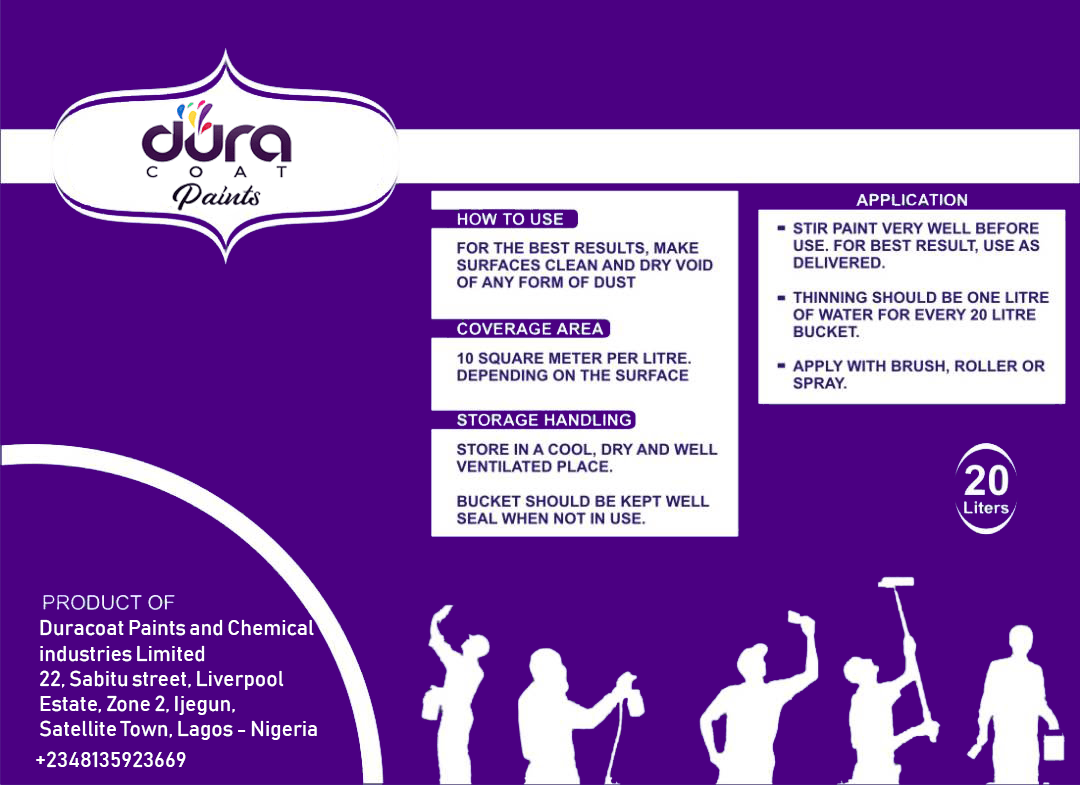 dura
COAT
Paints
HOW TO USE
FOR THE BEST RESULTS, MAKE
SURFACES CLEAN AND DRY VOID
OF ANY FORM OF DUST
COVERAGE AREA
10 SQUARE METER PER LITRE.
DEPENDING ON THE SURFACE
STORAGE HANDLING
STORE IN A COOL, DRY AND WELL
VENTILATED PLACE.
BUCKET SHOULD BE KEPT WELL
SEAL WHEN NOT IN USE.
APPLICATION
- STIR PAINT VERY WELL BEFORE
USE. FOR BEST RESULT, USE AS
DELIVERED.
- THINNING SHOULD BE ONE LITRE
OF WATER FOR EVERY 20 LITRE
BUCKET.
- APPLY WITH BRUSH, ROLLER OR
SPRAY.
20
Liters
PRODUCT OF
Duracoat Paints and Chemical
industries Limited
22, Sabitu street, Liverpool
Estate, Zone 2, Ijegun,
Satellite Town, Lagos - Nigeria
+2348135923669